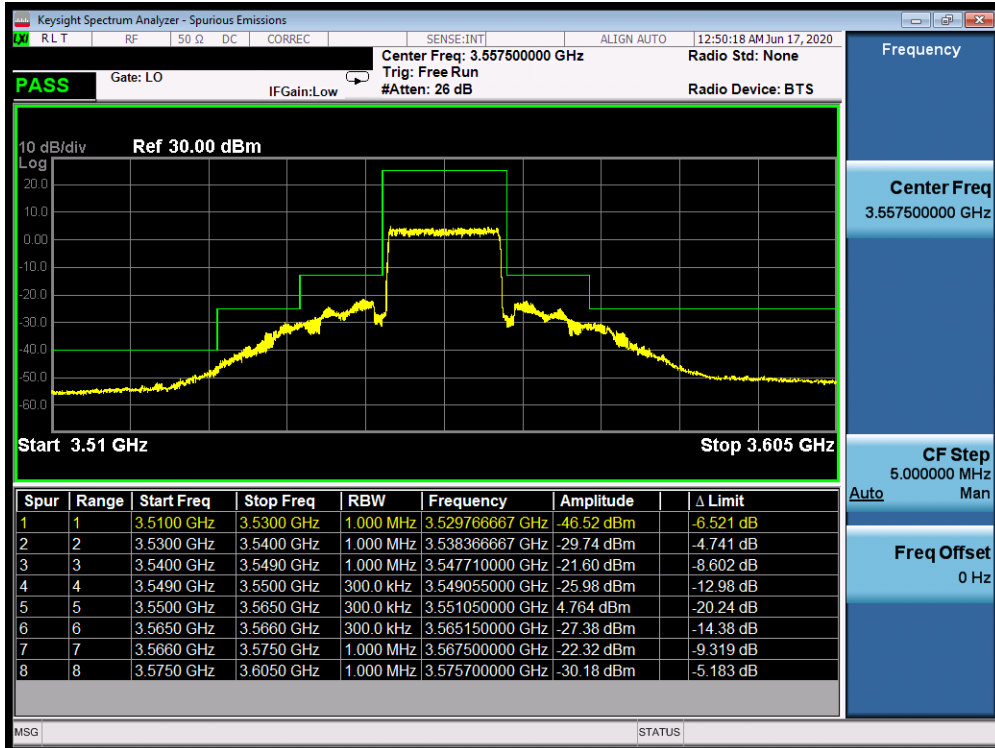 Keysight Spectrum Analyzer - Spurious Emissions
LXI RLT RF 50 Ω DC CORREC SENSE:INT ALIGN AUTO 12:50:18 AM Jun 17, 2020
Center Freq: 3.557500000 GHz Radio Std: None
PASS Gate: LO Trig: Free Run
IFGain:Low #Atten: 26 dB Radio Device: BTS
10 dB/div Ref 30.00 dBm
Log
20.0
10.0
0.00
-10.0
-20.0
-30.0
-40.0
-50.0
-60.0
Start 3.51 GHz Stop 3.605 GHz
Spur Range Start Freq Stop Freq RBW Frequency Amplitude Δ Limit
1 1 3.5100 GHz 3.5300 GHz 1.000 MHz 3.529766667 GHz -46.52 dBm -6.521 dB
2 2 3.5300 GHz 3.5400 GHz 1.000 MHz 3.538366667 GHz -29.74 dBm -4.741 dB
3 3 3.5400 GHz 3.5490 GHz 1.000 MHz 3.547710000 GHz -21.60 dBm -8.602 dB
4 4 3.5490 GHz 3.5500 GHz 300.0 kHz 3.549055000 GHz -25.98 dBm -12.98 dB
5 5 3.5500 GHz 3.5650 GHz 300.0 kHz 3.551050000 GHz 4.764 dBm -20.24 dB
6 6 3.5650 GHz 3.5660 GHz 300.0 kHz 3.565150000 GHz -27.38 dBm -14.38 dB
7 7 3.5660 GHz 3.5750 GHz 1.000 MHz 3.567500000 GHz -22.32 dBm -9.319 dB
8 8 3.5750 GHz 3.6050 GHz 1.000 MHz 3.575700000 GHz -30.18 dBm -5.183 dB
MSG STATUS
Frequency
Center Freq
3.557500000 GHz
CF Step
5.000000 MHz
Auto Man
Freq Offset
0 Hz